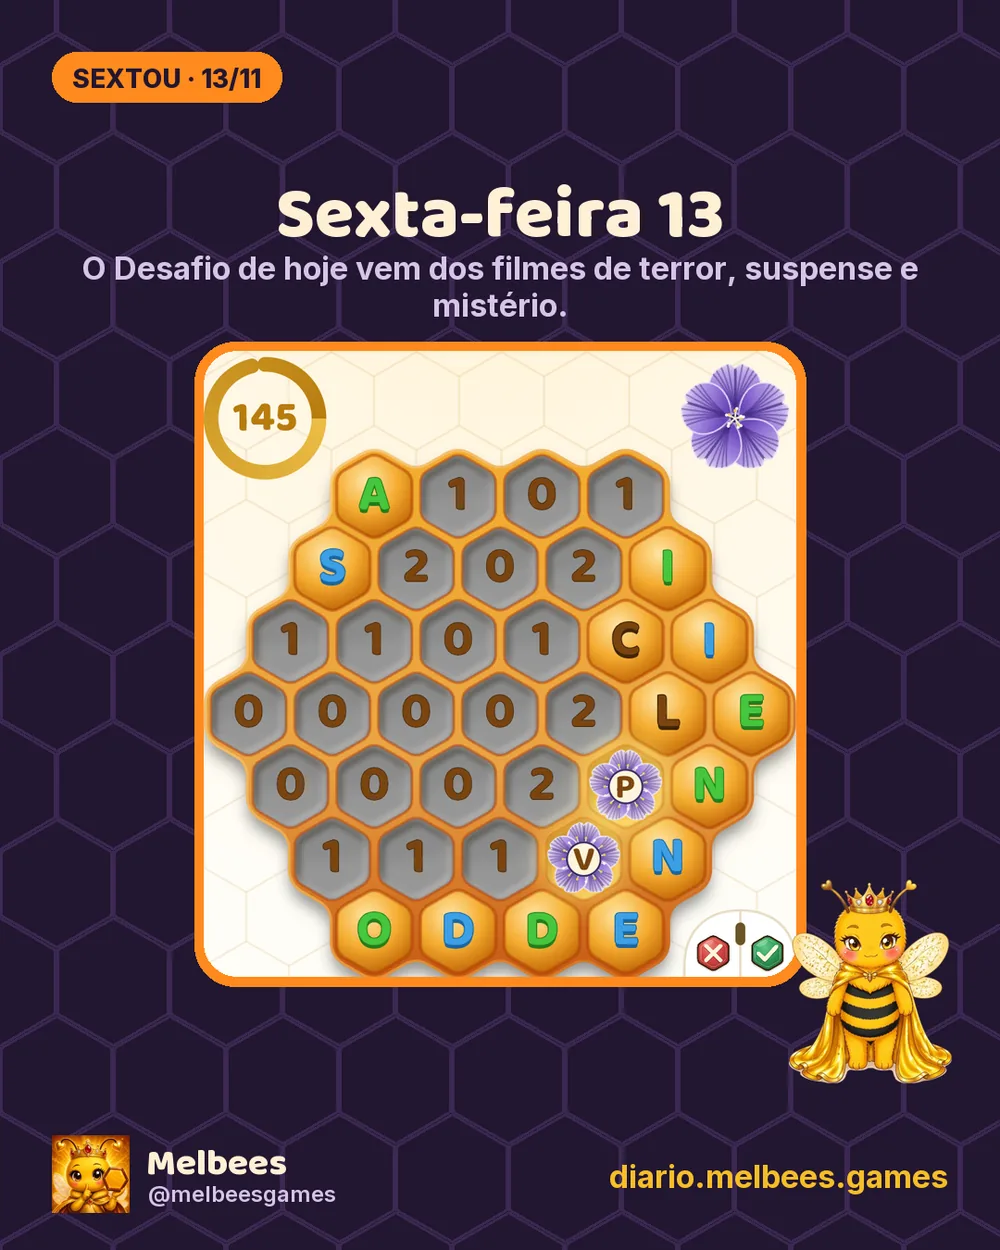 SEXTOU · 13/11
Sexta-feira 13
O Desafio de hoje vem dos filmes de terror, suspense e
mistério.
145
A 1 0 1
S 2 0 2 I
1 1 0 1 C I
0 0 0 0 2 L E
0 0 0 2 P N
1 1 1 V N
O D D E
Melbees
@melbeesgames
diario.melbees.games